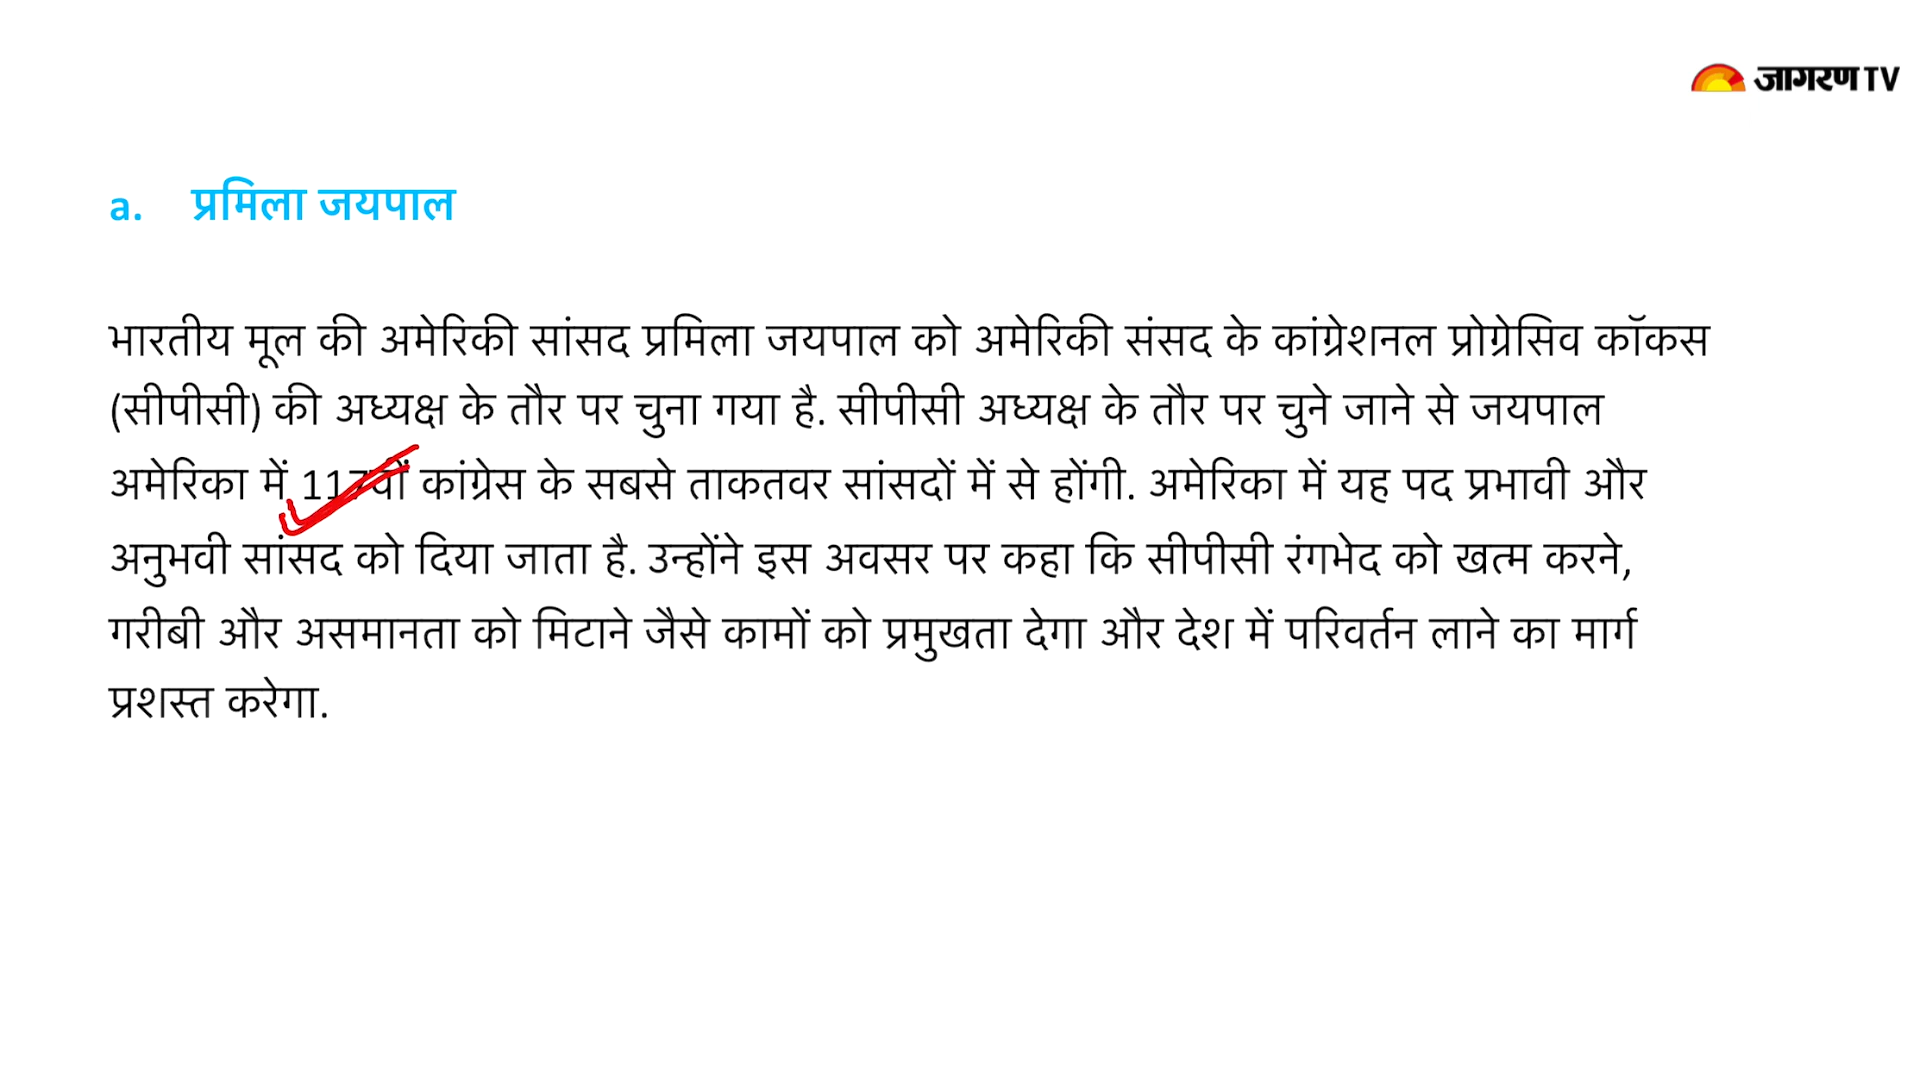 जागरण TV
a. प्रमिला जयपाल
भारतीय मूल की अमेरिकी सांसद प्रमिला जयपाल को अमेरिकी संसद के कांग्रेशनल प्रोग्रेसिव कॉकस
(सीपीसी) की अध्यक्ष के तौर पर चुना गया है. सीपीसी अध्यक्ष के तौर पर चुने जाने से जयपाल
अमेरिका में 117वीं कांग्रेस के सबसे ताकतवर सांसदों में से होंगी. अमेरिका में यह पद प्रभावी और
अनुभवी सांसद को दिया जाता है. उन्होंने इस अवसर पर कहा कि सीपीसी रंगभेद को खत्म करने,
गरीबी और असमानता को मिटाने जैसे कामों को प्रमुखता देगा और देश में परिवर्तन लाने का मार्ग
प्रशस्त करेगा.